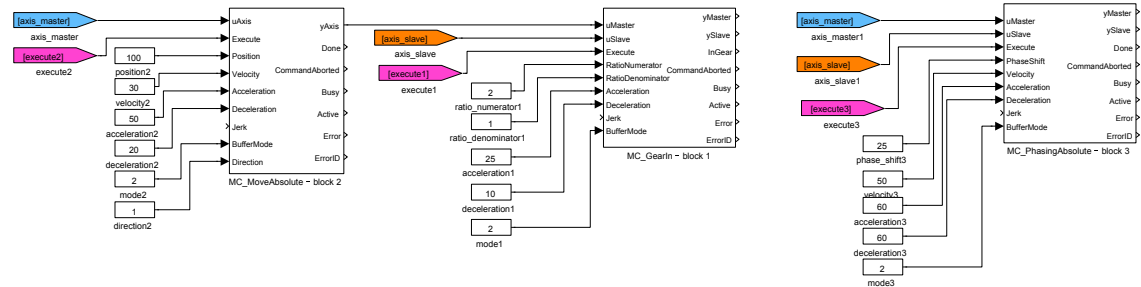 [axis_master]
axis_master
[execute2]
execute2
100
position2
30
velocity2
50
acceleration2
20
deceleration2
2
mode2
1
direction2
uAxis
Execute
Position
Velocity
Acceleration
Deceleration
Jerk
BufferMode
Direction
yAxis
Done
CommandAborted
Busy
Active
Error
ErrorID
MC_MoveAbsolute − block 2
[axis_slave]
axis_slave
[execute1]
execute1
2
ratio_numerator1
1
ratio_denominator1
25
acceleration1
10
deceleration1
2
mode1
uMaster
uSlave
Execute
RatioNumerator
RatioDenominator
Acceleration
Deceleration
Jerk
BufferMode
yMaster
ySlave
InGear
CommandAborted
Busy
Active
Error
ErrorID
MC_GearIn − block 1
[axis_master]
axis_master1
[axis_slave]
axis_slave1
[execute3]
execute3
25
phase_shift3
50
velocity3
60
acceleration3
60
deceleration3
2
mode3
uMaster
uSlave
Execute
PhaseShift
Velocity
Acceleration
Deceleration
Jerk
BufferMode
yMaster
ySlave
Done
CommandAborted
Busy
Active
Error
ErrorID
MC_PhasingAbsolute − block 3